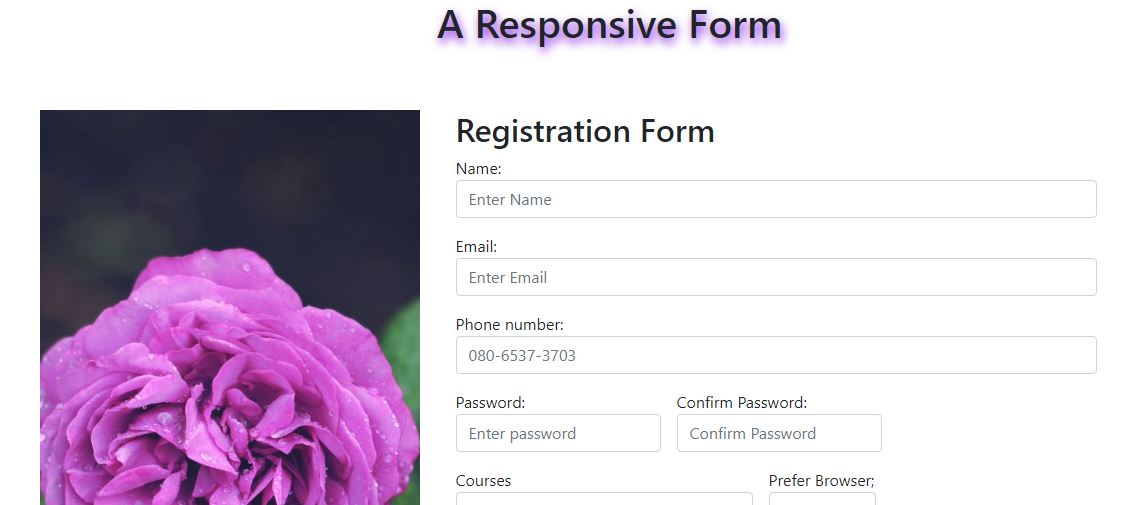 A Responsive Form
Registration Form
Name:
Enter Name
Email:
Enter Email
Phone number:
080-6537-3703
Password: Confirm Password:
Enter password Confirm Password
Courses Prefer Browser;